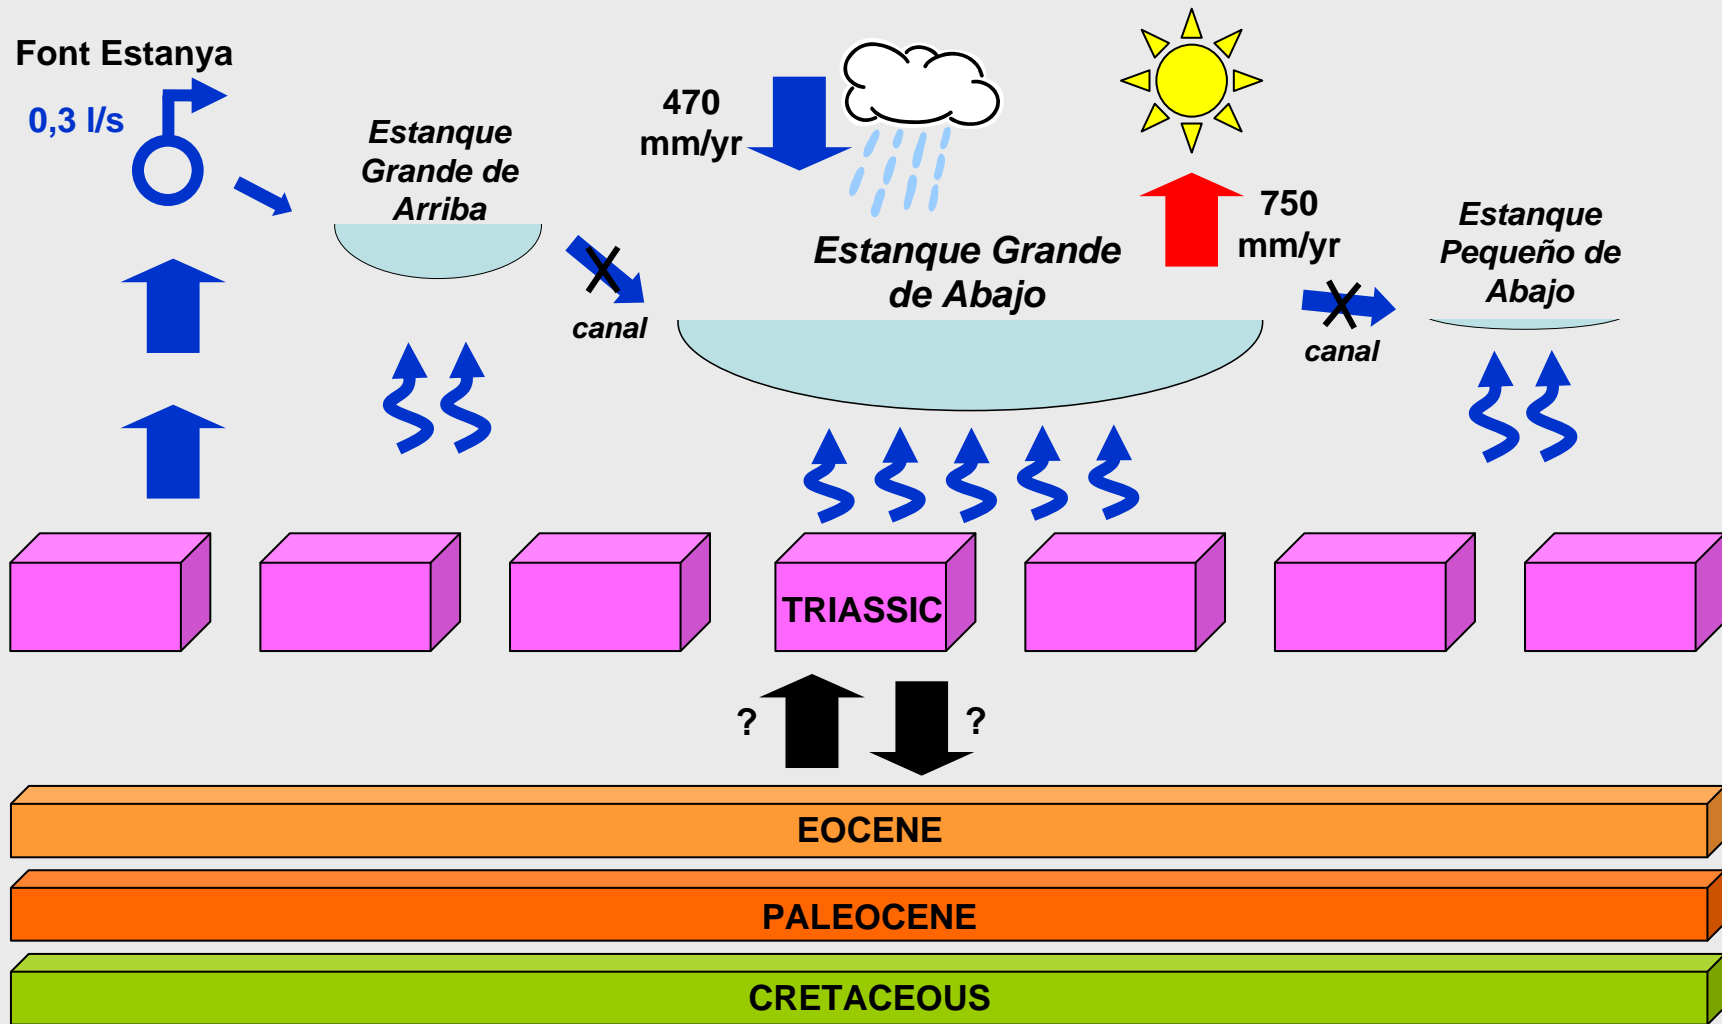 Font Estanya
0,3 l/s
Estanque
Grande de
Arriba
canal
470
mm/yr
Estanque Grande
de Abajo
750
mm/yr
canal
Estanque
Pequeño de
Abajo
TRIASSIC
?
?
EOCENE
PALEOCENE
CRETACEOUS